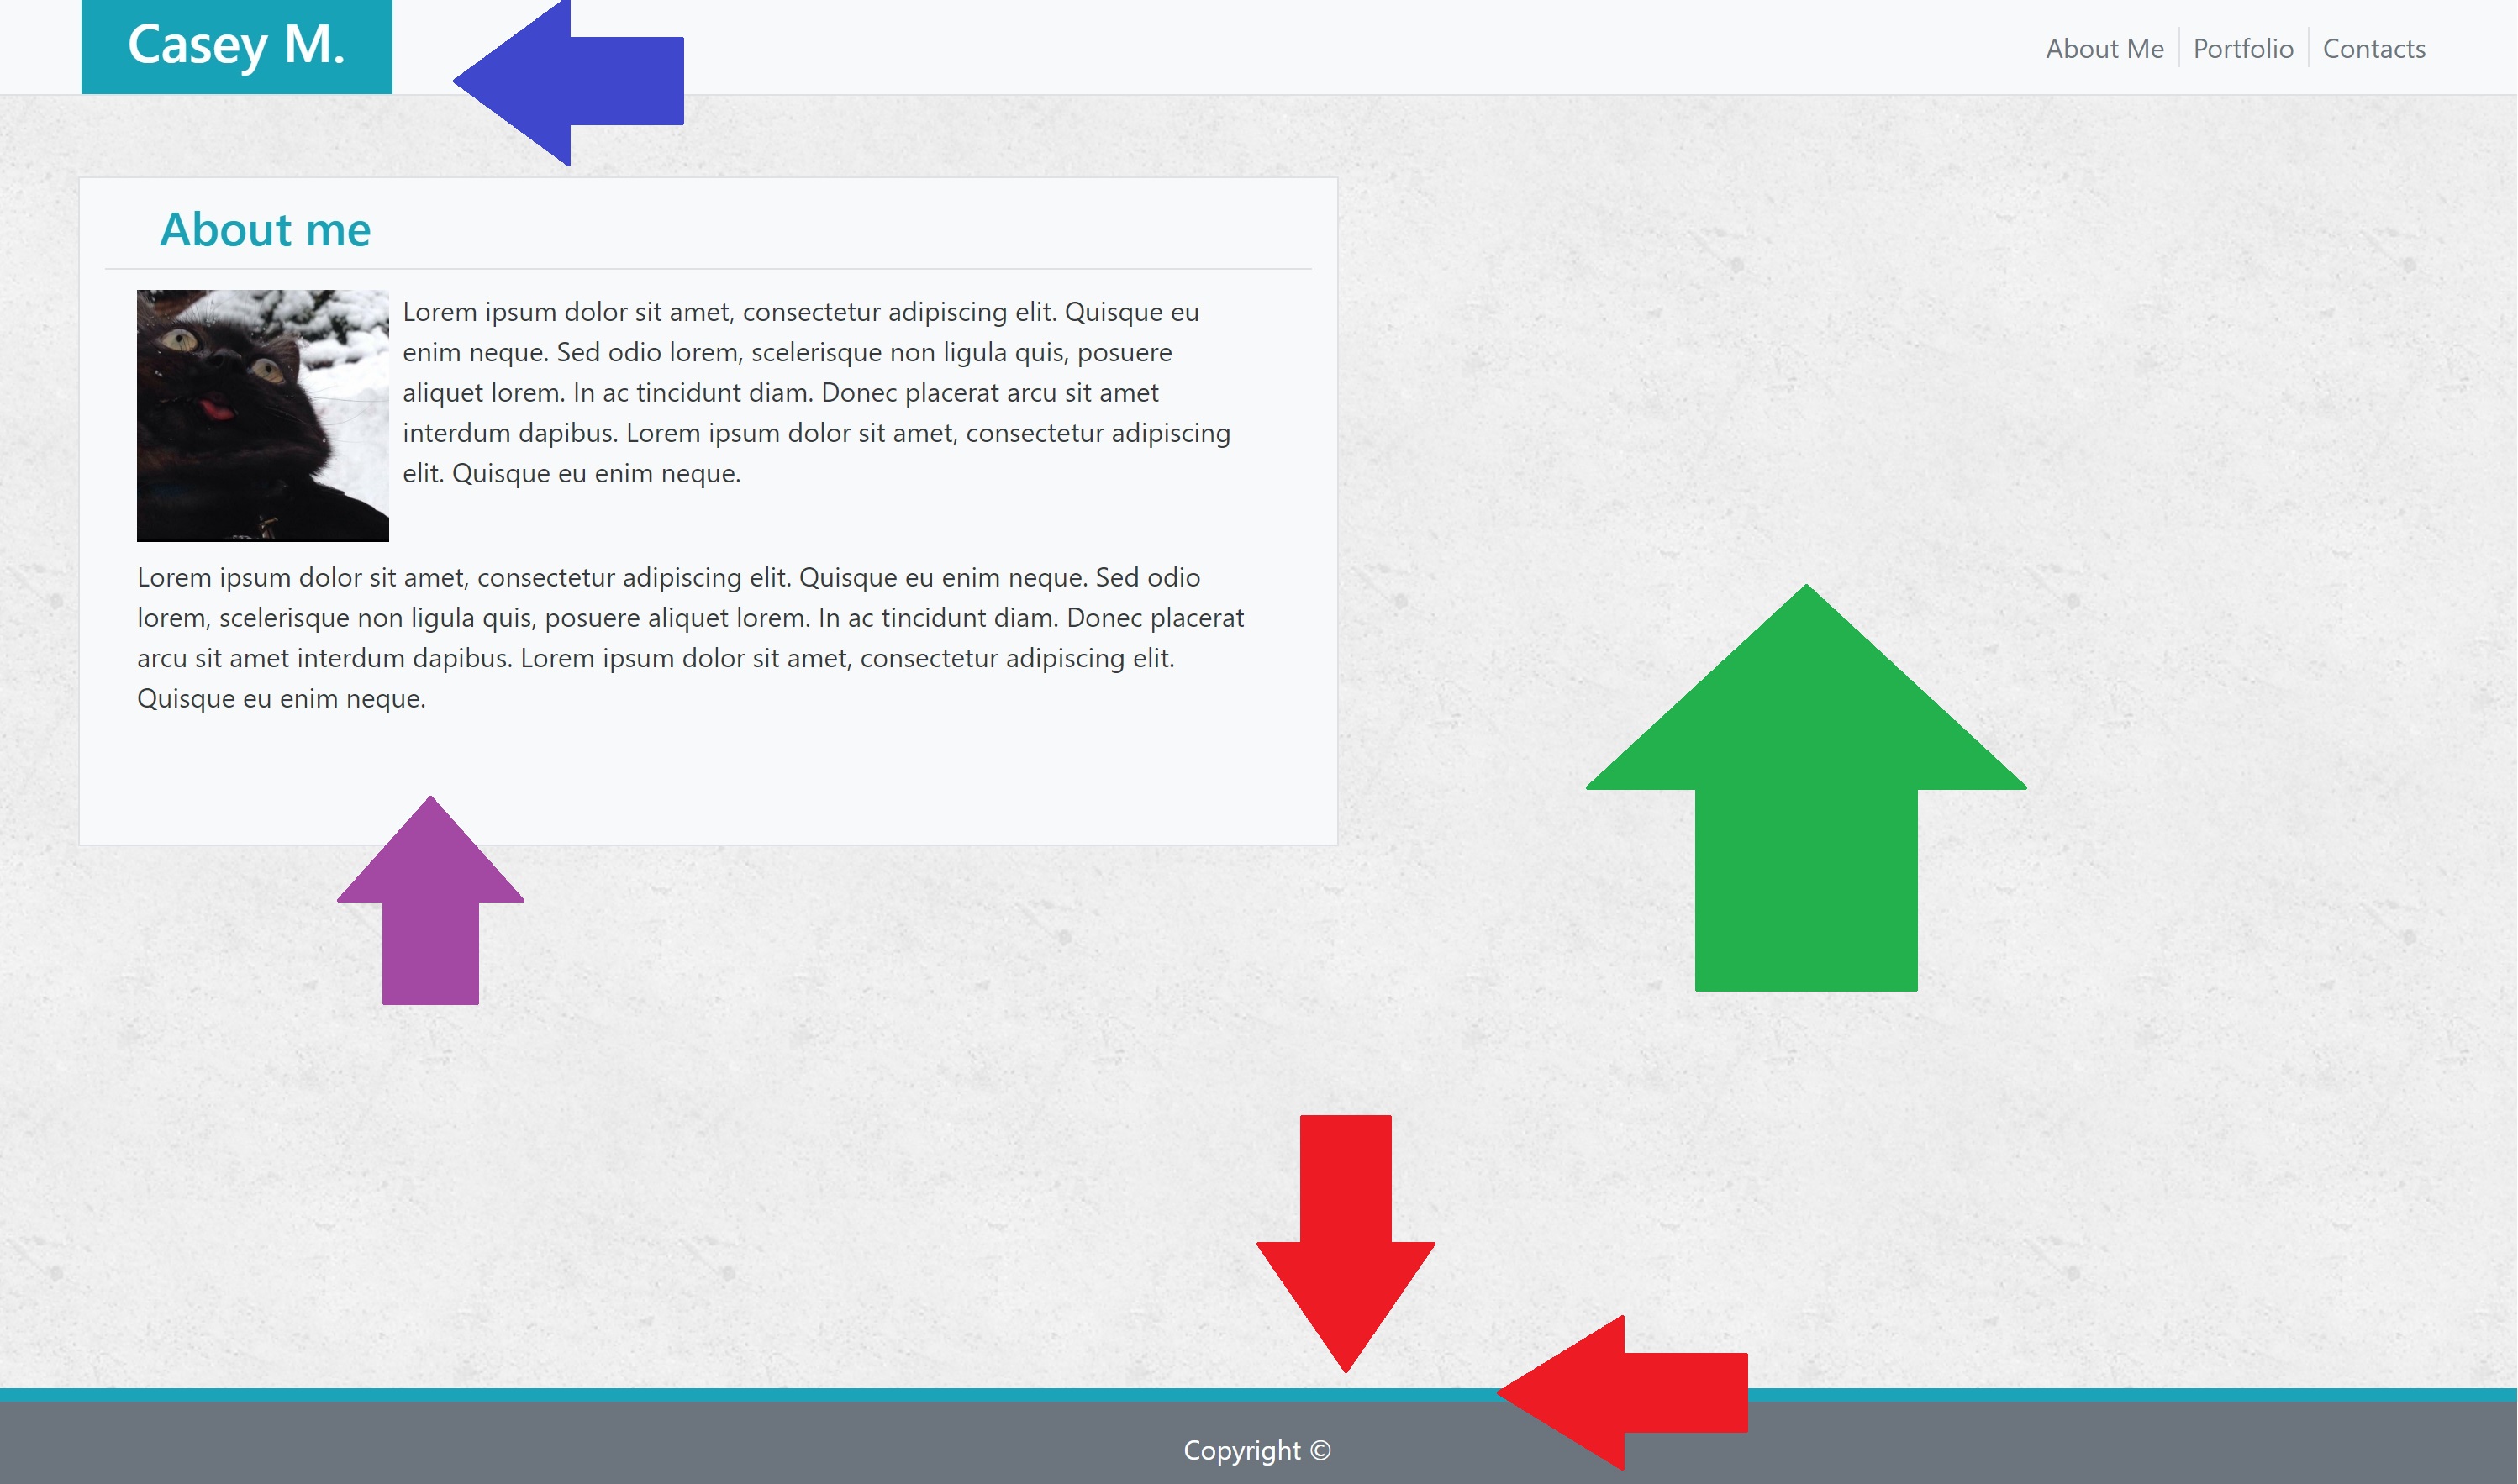 Casey M.
About Me
Portfolio
Contacts
About me
Lorem ipsum dolor sit amet, consectetur adipiscing elit. Quisque eu
enim neque. Sed odio lorem, scelerisque non ligula quis, posuere
aliquet lorem. In ac tincidunt diam. Donec placerat arcu sit amet
interdum dapibus. Lorem ipsum dolor sit amet, consectetur adipiscing
elit. Quisque eu enim neque.
Lorem ipsum dolor sit amet, consectetur adipiscing elit. Quisque eu enim neque. Sed odio
lorem, scelerisque non ligula quis, posuere aliquet lorem. In ac tincidunt diam. Donec placerat
arcu sit amet interdum dapibus. Lorem ipsum dolor sit amet, consectetur adipiscing elit.
Quisque eu enim neque.
Copyright ©